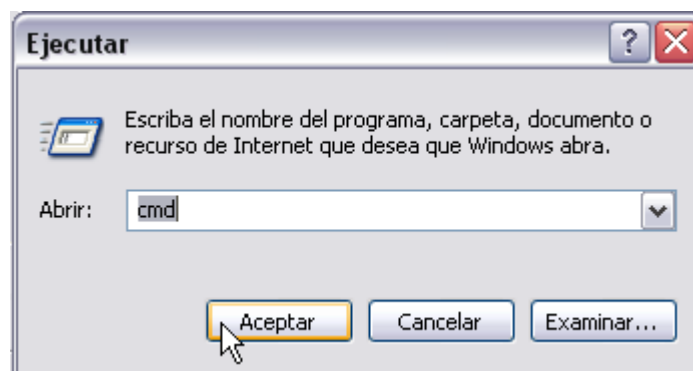 Ejecutar
?
Escriba el nombre del programa, carpeta, documento o
recurso de Internet que desea que Windows abra.
Abrir:
cmd
Aceptar
Cancelar
Examinar...